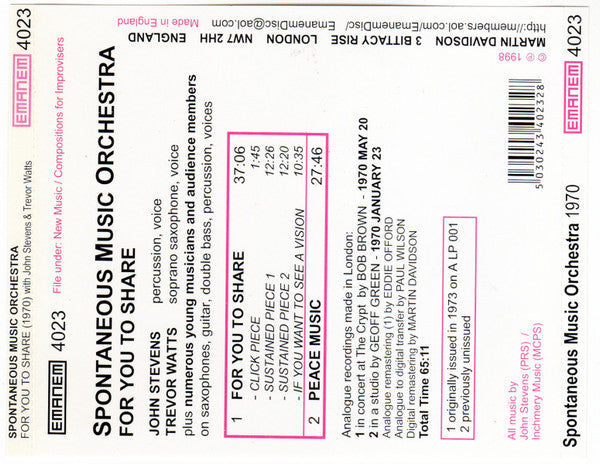 SPONTANEOUS MUSIC ORCHESTRA
FOR YOU TO SHARE (1970) with John Stevens & Trevor Watts
EMANEM 4023
EMANEM 4023
File under: New Music / Compositions for Improvisers
SPONTANEOUS MUSIC ORCHESTRA
FOR YOU TO SHARE
JOHN STEVENS percussion, voice
TREVOR WATTS soprano saxophone, voice
plus numerous young musicians and audience members
on saxophones, guitar, double bass, percussion, voices
1 FOR YOU TO SHARE 37:06
- CLICK PIECE 1:45
- SUSTAINED PIECE 1 12:26
- SUSTAINED PIECE 2 12:20
- IF YOU WANT TO SEE A VISION 10:35
2 PEACE MUSIC 27:46
Analogue recordings made in London:
1 in concert at The Crypt by BOB BROWN - 1970 MAY 20
2 in a studio by GEOFF GREEN - 1970 JANUARY 23
Analogue remastering (1) by EDDIE OFFORD
Analogue to digital transfer by PAUL WILSON
Digital remastering by MARTIN DAVIDSON
Total Time 65:11
1 originally issued in 1973 on A LP 001
2 previously unissued
All music by
John Stevens (PRS) /
Inchmery Music (MCPS)
http://members.aol.com/EmanemDisc/ EmanemDisc@aol.com Made in England
MARTIN DAVIDSON 3 BITTACY RISE LONDON NW7 2HH ENGLAND
© ℗ 1998
5 030243 402328
Spontaneous Music Orchestra 1970 EMANEM 4023